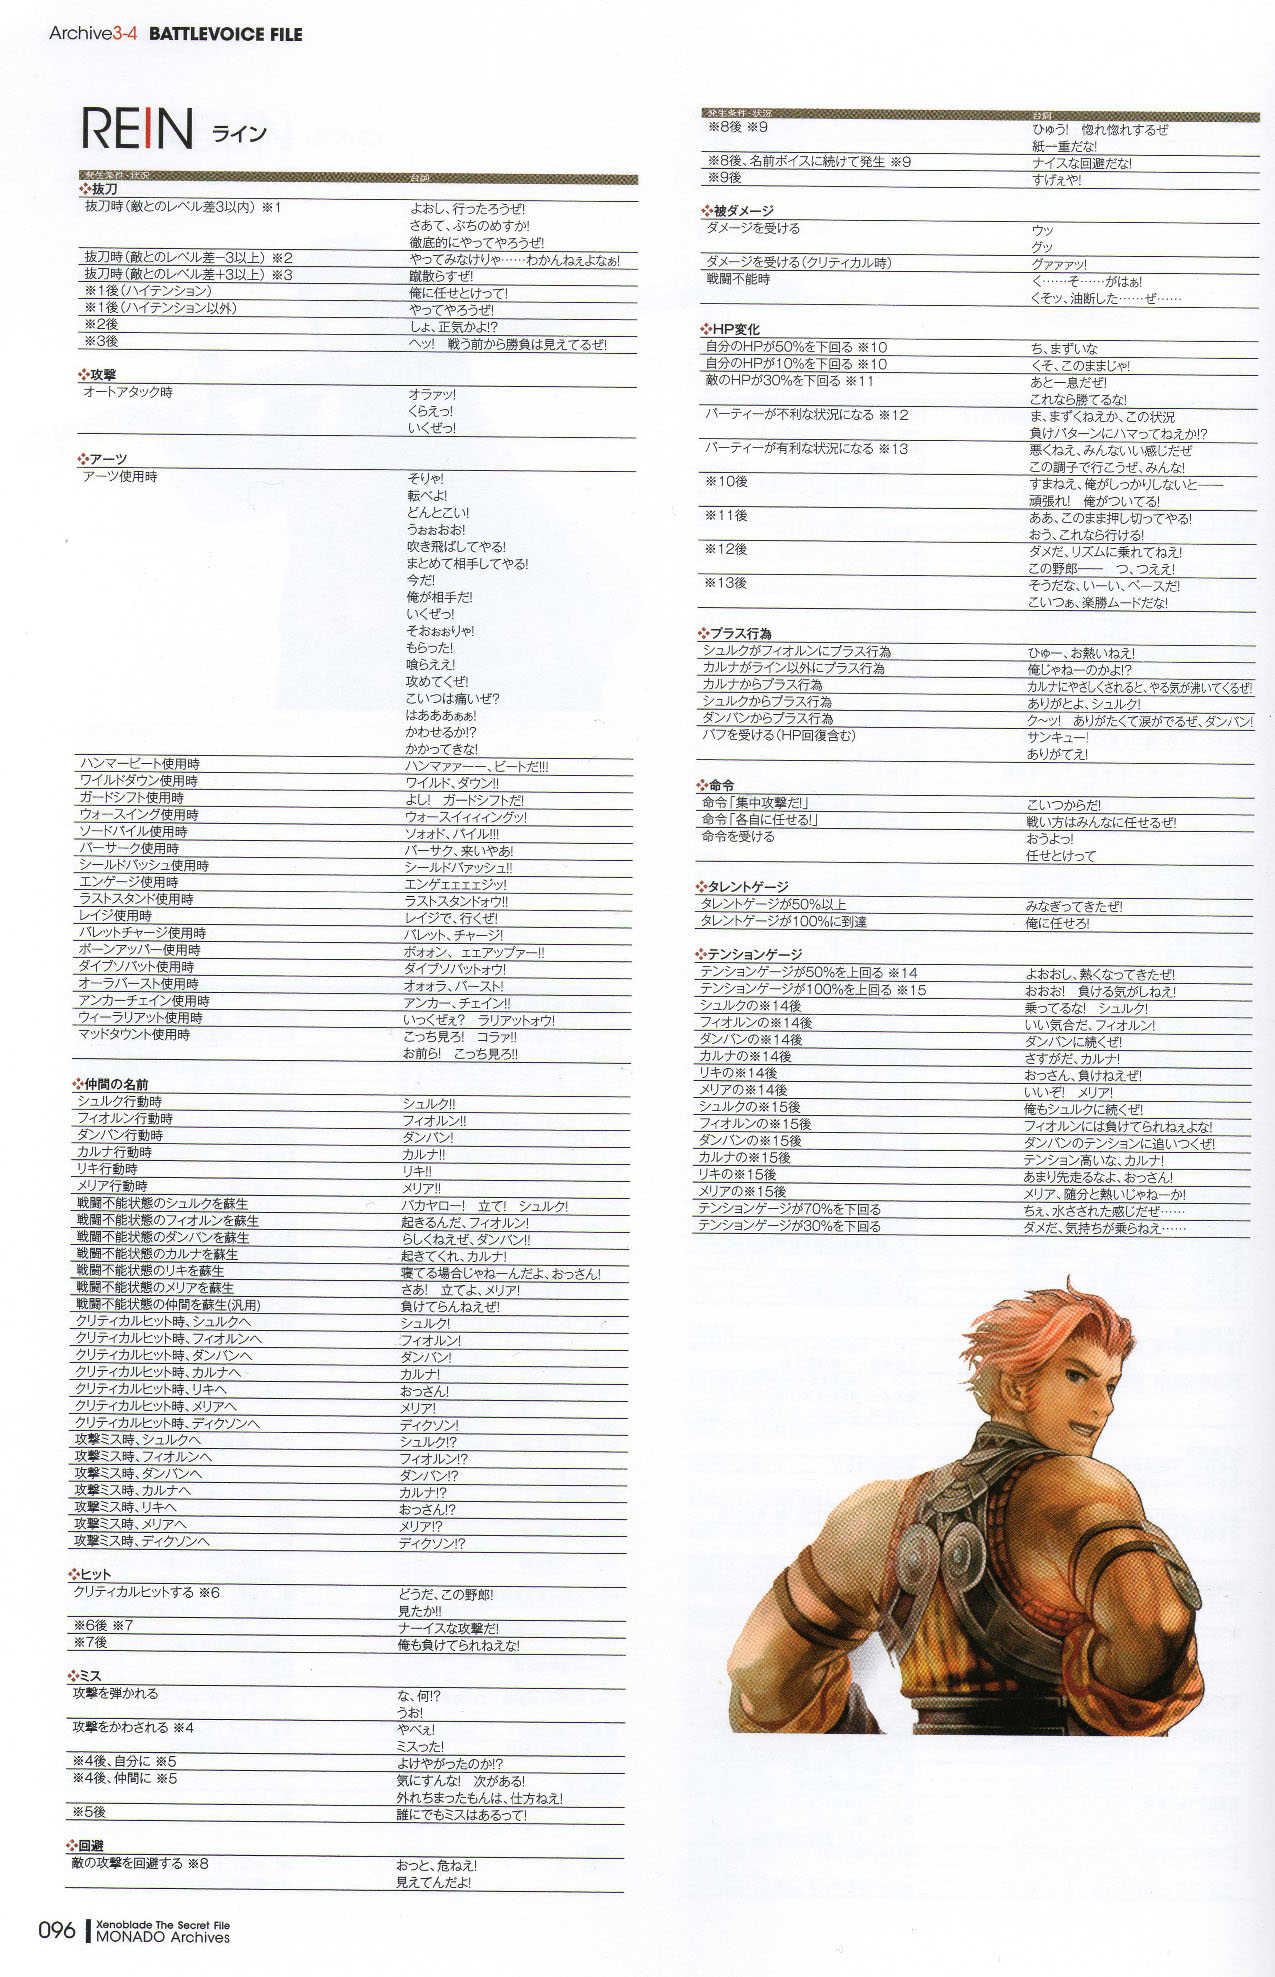 Archive3-4 BATTLEVOICE FILE
REIN ライン
発生条件・状況 台詞
抜刀
抜刀時（敵とのレベル差3以内）※1 よおし、行ったろうぜ!
さあて、ぶちのめすか!
徹底的にやってやろうぜ!
抜刀時（敵とのレベル差−3以上）※2 やってみなけりゃ……わかんねぇよなぁ!
抜刀時（敵とのレベル差+3以上）※3 蹴散らすぜ!
※1後（ハイテンション） 俺に任せとけって!
※1後（ハイテンション以外） やってやろうぜ!
※2後 しょ、正気かよ!?
※3後 へッ! 戦う前から勝負は見えてるぜ!
攻撃
オートアタック時 オラァッ!
くらえっ!
いくぜっ!
アーツ
アーツ使用時 そりゃ!
転べよ!
どんとこい!
うぉぉおお!
吹き飛ばしてやる!
まとめて相手してやる!
今だ!
俺が相手だ!
いくぜっ!
そおぉぉりゃ!
もらった!
喰らええ!
攻めてくぜ!
こいつは痛いぜ?
はあああぁぁ!
かわせるか!?
かかってきな!
ハンマービート使用時 ハンマァァーー、ビートだ!!!
ワイルドダウン使用時 ワイルド、ダウン!!
ガードシフト使用時 よし! ガードシフトだ!
ウォースイング使用時 ウォースイィィィングッ!
ソードパイル使用時 ソォオド、パイル!!!
バーサーク使用時 バーサク、来いやあ!
シールドバッシュ使用時 シールドバァッシュ!!
エンゲージ使用時 エンゲェェェェジッ!
ラストスタンド使用時 ラストスタンドォウ!!
レイジ使用時 レイジで、行くぜ!
バレットチャージ使用時 バレット、チャージ!
ボーンアッパー使用時 ボォォン、ェェアップァー!!
ダイブソバット使用時 ダイブソバットォウ!
オーラバースト使用時 オォォラ、バースト!
アンカーチェイン使用時 アンカー、チェイン!!
ウィーラリアット使用時 いっくぜぇ? ラリアットォウ!
マッドタウント使用時 こっち見ろ! コラァ!!
お前ら! こっち見ろ!!
仲間の名前
シュルク行動時 シュルク!!
フィオルン行動時 フィオルン!!
ダンバン行動時 ダンバン!
カルナ行動時 カルナ!!
リキ行動時 リキ!!
メリア行動時 メリア!!
戦闘不能状態のシュルクを蘇生 バカヤロー! 立て! シュルク!
戦闘不能状態のフィオルンを蘇生 起きるんだ、フィオルン!
戦闘不能状態のダンバンを蘇生 らしくねえぜ、ダンバン!!
戦闘不能状態のカルナを蘇生 起きてくれ、カルナ!
戦闘不能状態のリキを蘇生 寝てる場合じゃねーんだよ、おっさん!
戦闘不能状態のメリアを蘇生 さあ! 立てよ、メリア!
戦闘不能状態の仲間を蘇生(汎用) 負けてらんねえぜ!
クリティカルヒット時、シュルクへ シュルク!
クリティカルヒット時、フィオルンへ フィオルン!
クリティカルヒット時、ダンバンへ ダンバン!
クリティカルヒット時、カルナへ カルナ!
クリティカルヒット時、リキへ おっさん!
クリティカルヒット時、メリアへ メリア!
クリティカルヒット時、ディクソンへ ディクソン!
攻撃ミス時、シュルクへ シュルク!?
攻撃ミス時、フィオルンへ フィオルン!?
攻撃ミス時、ダンバンへ ダンバン!?
攻撃ミス時、カルナへ カルナ!?
攻撃ミス時、リキへ おっさん!?
攻撃ミス時、メリアへ メリア!?
攻撃ミス時、ディクソンへ ディクソン!?
ヒット
クリティカルヒットする ※6 どうだ、この野郎!
見たか!!
※6後 ※7 ナーイスな攻撃だ!
※7後 俺も負けてられねえな!
ミス
攻撃を弾かれる な、何!?
うお!
攻撃をかわされる ※4 やべぇ!
ミスった!
※4後、自分に ※5 よけやがったのか!?
※4後、仲間に ※5 気にすんな! 次がある!
外れちまったもんは、仕方ねえ!
※5後 誰にでもミスはあるって!
回避
敵の攻撃を回避する ※8 おっと、危ねえ!
見えてんだよ!
発生条件・状況 台詞
※8後 ※9 ひゅう! 惚れ惚れするぜ
紙一重だな!
※8後、名前ボイスに続けて発生 ※9 ナイスな回避だな!
※9後 すげぇや!
被ダメージ
ダメージを受ける ウッ
グッ
ダメージを受ける（クリティカル時） グァァァッ!
戦闘不能時 く……そ……がはぁ!
くそッ、油断した……ぜ……
HP変化
自分のHPが50%を下回る ※10 ち、まずいな
自分のHPが10%を下回る ※10 くそ、このままじゃ!
敵のHPが30%を下回る ※11 あと一息だぜ!
これなら勝てるな!
パーティーが不利な状況になる ※12 ま、まずくねえか、この状況
負けパターンにハマってねえか!?
パーティーが有利な状況になる ※13 悪くねえ、みんないい感じだぜ
この調子で行こうぜ、みんな!
※10後 すまねえ、俺がしっかりしないと――
頑張れ! 俺がついてる!
※11後 ああ、このまま押し切ってやる!
おう、これなら行ける!
※12後 ダメだ、リズムに乗れてねえ!
この野郎―― つ、つええ!
※13後 そうだな、いーい、ペースだ!
こいつぁ、楽勝ムードだな!
プラス行為
シュルクがフィオルンにプラス行為 ひゅー、お熱いねえ!
カルナがライン以外にプラス行為 俺じゃねーのかよ!?
カルナからプラス行為 カルナにやさしくされると、やる気が沸いてくるぜ!
シュルクからプラス行為 ありがとよ、シュルク!
ダンバンからプラス行為 ク～ッ! ありがたくて涙がでるぜ、ダンバン!
バフを受ける（HP回復含む） サンキュー!
ありがてえ!
命令
命令「集中攻撃だ!」 こいつからだ!
命令「各自に任せる!」 戦い方はみんなに任せるぜ!
命令を受ける おうよっ!
任せとけって
タレントゲージ
タレントゲージが50%以上 みなぎってきたぜ!
タレントゲージが100%に到達 俺に任せろ!
テンションゲージ
テンションゲージが50%を上回る ※14 よおおし、熱くなってきたぜ!
テンションゲージが100%を上回る ※15 おおお! 負ける気がしねえ!
シュルクの※14後 乗ってるな! シュルク!
フィオルンの※14後 いい気合だ、フィオルン!
ダンバンの※14後 ダンバンに続くぜ!
カルナの※14後 さすがだ、カルナ!
リキの※14後 おっさん、負けねえぜ!
メリアの※14後 いいぞ! メリア!
シュルクの※15後 俺もシュルクに続くぜ!
フィオルンの※15後 フィオルンには負けてられねぇよな!
ダンバンの※15後 ダンバンのテンションに追いつくぜ!
カルナの※15後 テンション高いな、カルナ!
リキの※15後 あまり先走るなよ、おっさん!
メリアの※15後 メリア、随分と熱いじゃねーか!
テンションゲージが70%を下回る ちぇ、水さされた感じだぜ……
テンションゲージが30%を下回る ダメだ、気持ちが乗らねえ……
096 Xenoblade The Secret File
MONADO Archives